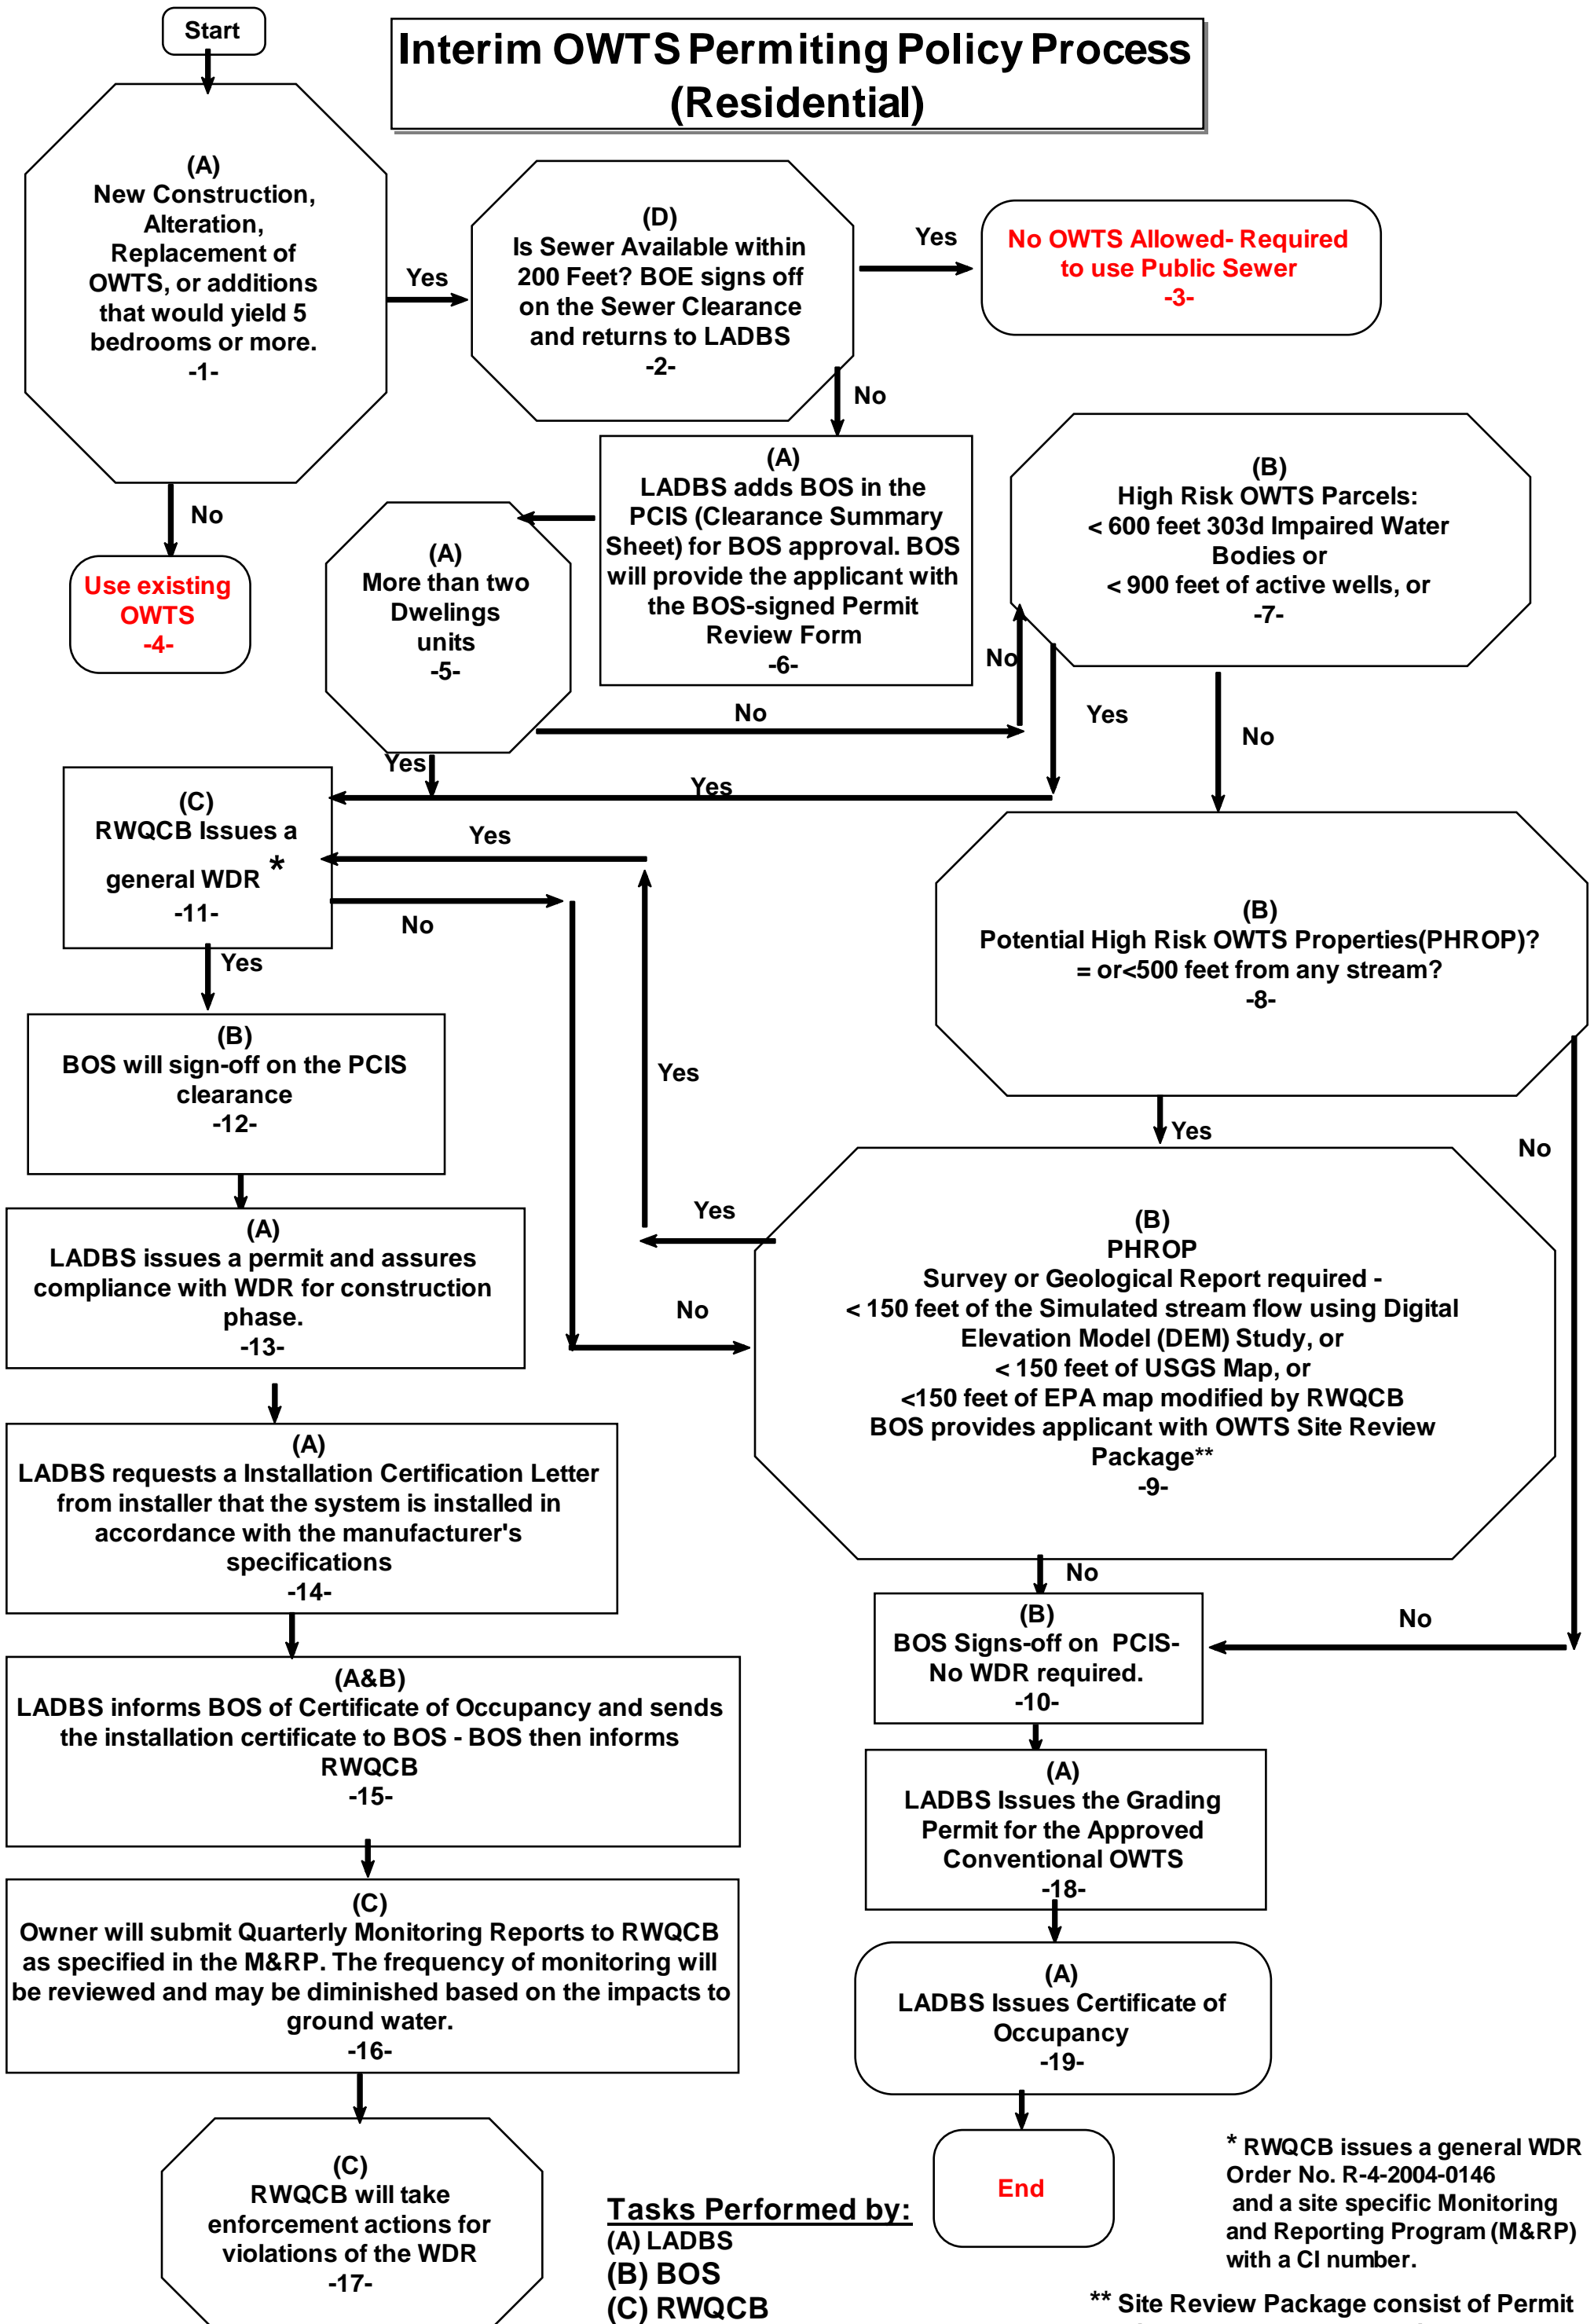 Start
Interim OWTS Permiting Policy Process
(Residential)
(A)
New Construction,
Alteration,
Replacement of
OWTS, or additions
that would yield 5
bedrooms or more.
-1-
Yes
No
(D)
Is Sewer Available within
200 Feet? BOE signs off
on the Sewer Clearance
and returns to LADBS
-2-
Yes
No
No OWTS Allowed- Required
to use Public Sewer
-3-
Use existing
OWTS
-4-
(A)
More than two
Dwelings
units
-5-
No
Yes
(A)
LADBS adds BOS in the
PCIS (Clearance Summary
Sheet) for BOS approval. BOS
will provide the applicant with
the BOS-signed Permit
Review Form
-6-
(B)
High Risk OWTS Parcels:
< 600 feet 303d Impaired Water
Bodies or
< 900 feet of active wells, or
-7-
No
Yes
No
Yes
(C)
RWQCB Issues a
general WDR *
-11-
Yes
No
Yes
(B)
Potential High Risk OWTS Properties(PHROP)?
= or<500 feet from any stream?
-8-
Yes
No
(B)
BOS will sign-off on the PCIS
clearance
-12-
Yes
(A)
LADBS issues a permit and assures
compliance with WDR for construction
phase.
-13-
Yes
No
(B)
PHROP
Survey or Geological Report required -
< 150 feet of the Simulated stream flow using Digital
Elevation Model (DEM) Study, or
< 150 feet of USGS Map, or
<150 feet of EPA map modified by RWQCB
BOS provides applicant with OWTS Site Review
Package**
-9-
No
(A)
LADBS requests a Installation Certification Letter
from installer that the system is installed in
accordance with the manufacturer's
specifications
-14-
(B)
BOS Signs-off on PCIS-
No WDR required.
-10-
No
(A&B)
LADBS informs BOS of Certificate of Occupancy and sends
the installation certificate to BOS - BOS then informs
RWQCB
-15-
(A)
LADBS Issues the Grading
Permit for the Approved
Conventional OWTS
-18-
(C)
Owner will submit Quarterly Monitoring Reports to RWQCB
as specified in the M&RP. The frequency of monitoring will
be reviewed and may be diminished based on the impacts to
ground water.
-16-
(A)
LADBS Issues Certificate of
Occupancy
-19-
(C)
RWQCB will take
enforcement actions for
violations of the WDR
-17-
End
Tasks Performed by:
(A) LADBS
(B) BOS
(C) RWQCB
* RWQCB issues a general WDR
Order No. R-4-2004-0146
and a site specific Monitoring
and Reporting Program (M&RP)
with a CI number.
** Site Review Package consist of Permit